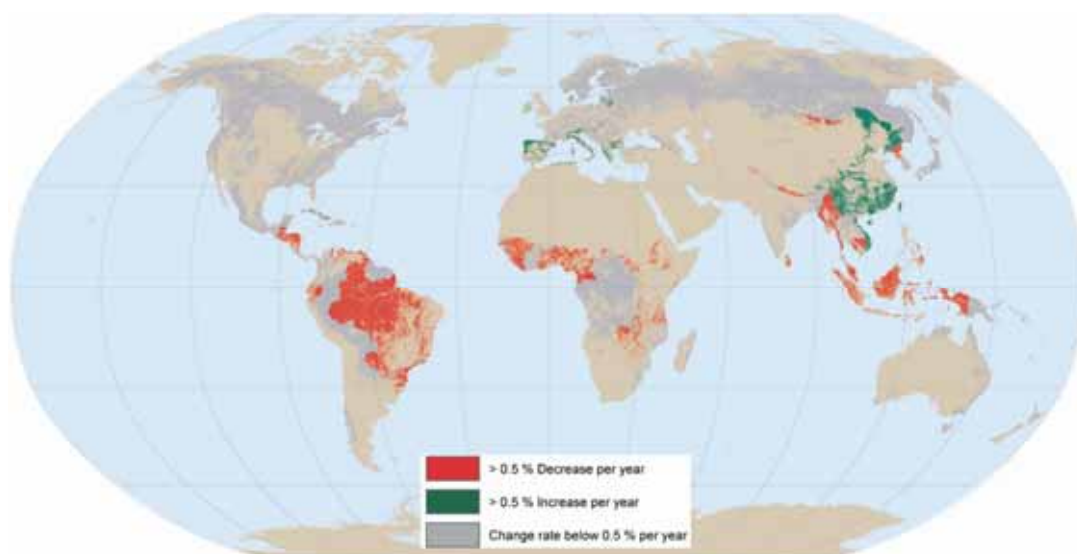 > 0.5 % Decrease per year
> 0.5 % Increase per year
Change rate below 0.5 % per year